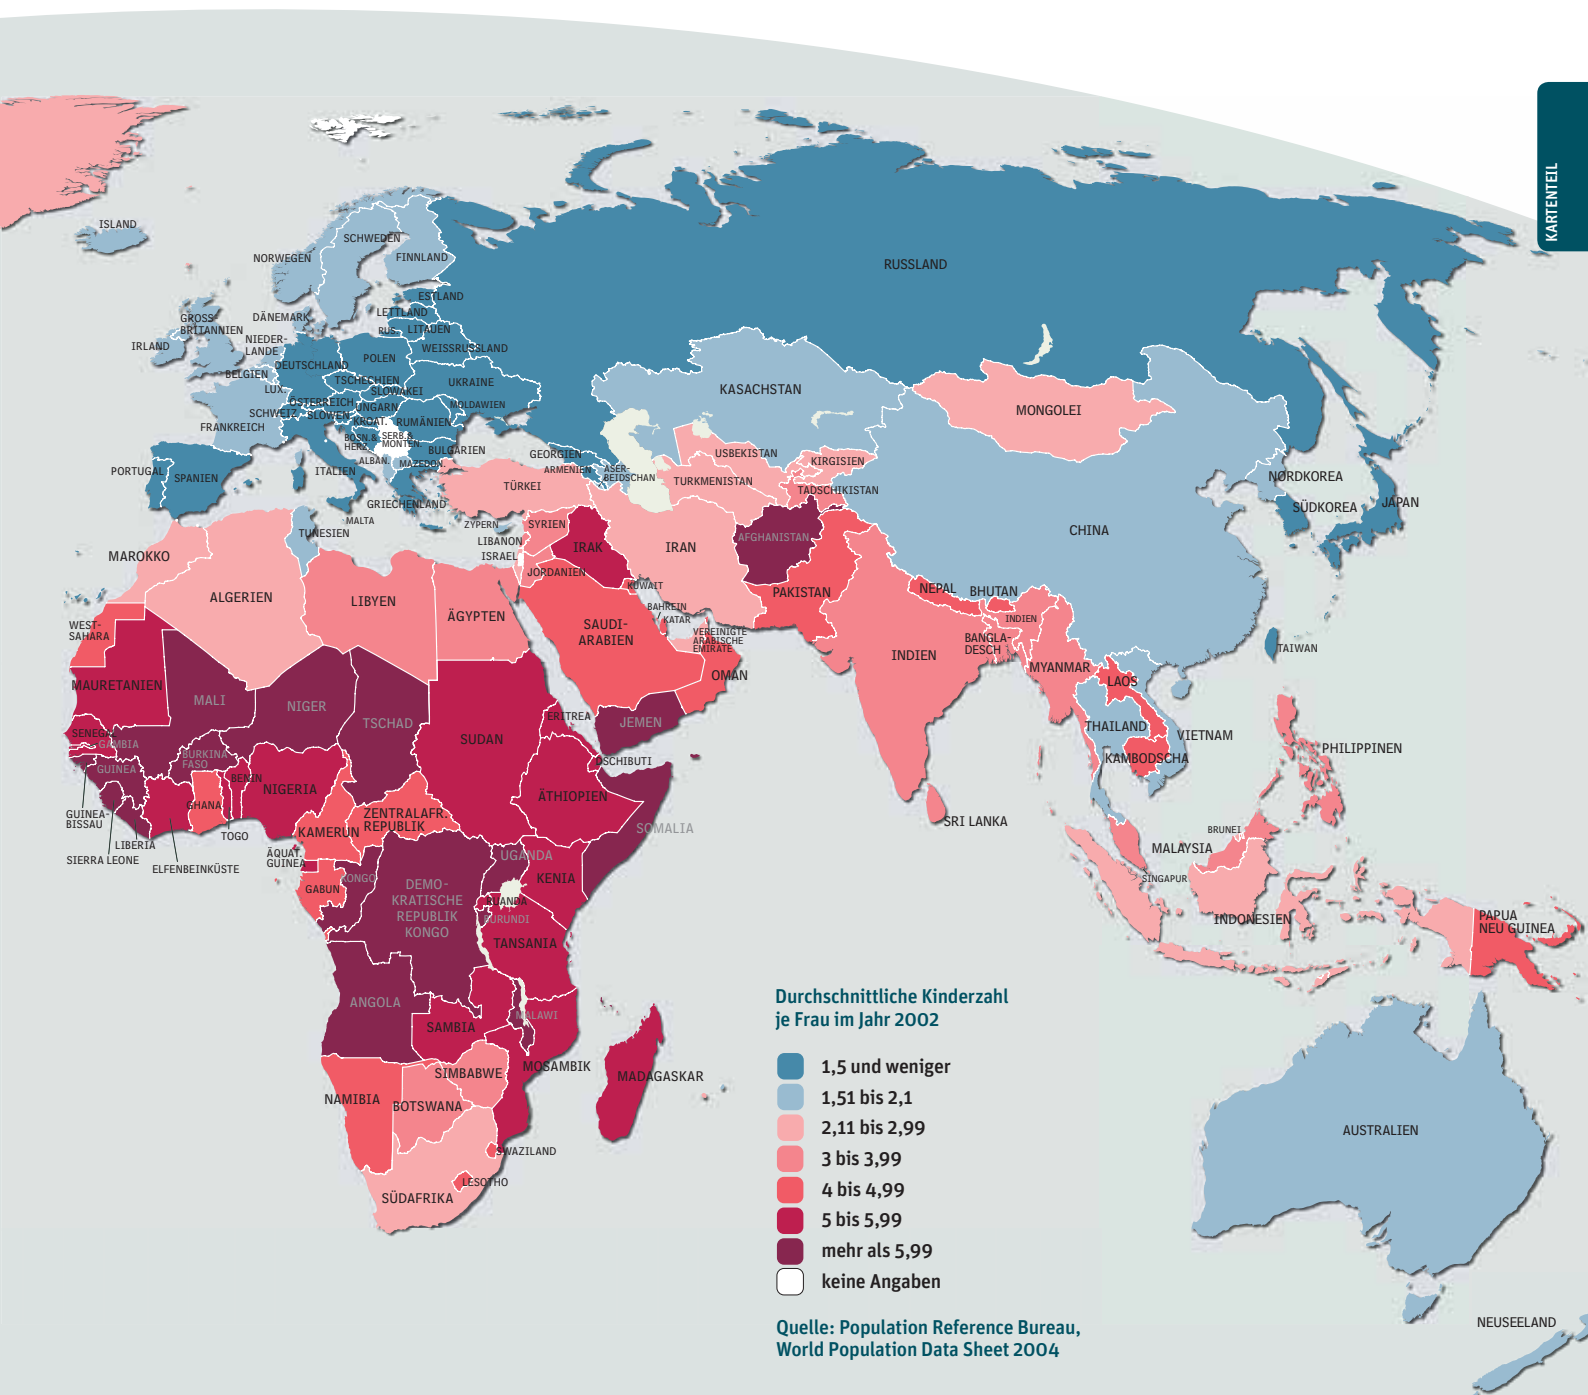 KARTENTEIL
ISLAND
SCHWEDEN
NORWEGEN
FINNLAND
RUSSLAND
ESTLAND
LETTLAND
RUS.
LITAUEN
DÄNEMARK
GROSS-
BRITANNIEN
IRLAND
NIEDER-
LANDE
WEISSRUSSLAND
POLEN
DEUTSCHLAND
BELGIEN
LUX.
TSCHECHIEN
SLOWAKEI
UKRAINE
ÖSTERREICH
UNGARN
MOLDAWIEN
SCHWEIZ
SLOWEN.
KROAT.
RUMÄNIEN
FRANKREICH
BOSN.&
HERZ.
SERB.&
MONTEN.
BULGARIEN
ALBAN.
MAZEDON.
PORTUGAL
SPANIEN
ITALIEN
GRIECHENLAND
MALTA
GEORGIEN
ARMENIEN
ASER-
BEIDSCHAN
KASACHSTAN
MONGOLEI
USBEKISTAN
KIRGISIEN
TURKMENISTAN
TADSCHIKISTAN
TÜRKEI
ZYPERN
SYRIEN
LIBANON
ISRAEL
IRAK
JORDANIEN
IRAN
AFGHANISTAN
CHINA
NORDKOREA
SÜDKOREA
JAPAN
TUNESIEN
MAROKKO
ALGERIEN
LIBYEN
ÄGYPTEN
WEST-
SAHARA
KUWAIT
BAHREIN
KATAR
SAUDI-
ARABIEN
VEREINIGTE
ARABISCHE
EMIRATE
OMAN
PAKISTAN
NEPAL
BHUTAN
INDIEN
BANGLA-
DESCH
INDIEN
MYANMAR
LAOS
TAIWAN
THAILAND
VIETNAM
KAMBODSCHA
PHILIPPINEN
MAURETANIEN
MALI
NIGER
TSCHAD
SUDAN
ERITREA
JEMEN
SENEGAL
GAMBIA
GUINEA
BURKINA
FASO
BENIN
NIGERIA
GHANA
DSCHIBUTI
ÄTHIOPIEN
SOMALIA
GUINEA-
BISSAU
SIERRA LEONE
LIBERIA
ELFENBEINKÜSTE
TOGO
KAMERUN
ZENTRALAFR.
REPUBLIK
ÄQUAT.
GUINEA
GABUN
KONGO
DEMO-
KRATISCHE
REPUBLIK
KONGO
UGANDA
KENIA
RUANDA
BURUNDI
TANSANIA
SRI LANKA
BRUNEI
MALAYSIA
SINGAPUR
INDONESIEN
PAPUA
NEU GUINEA
ANGOLA
SAMBIA
MALAWI
MOSAMBIK
SIMBABWE
MADAGASKAR
NAMIBIA
BOTSWANA
SWAZILAND
LESOTHO
SÜDAFRIKA
AUSTRALIEN
NEUSEELAND
Durchschnittliche Kinderzahl
je Frau im Jahr 2002
1,5 und weniger
1,51 bis 2,1
2,11 bis 2,99
3 bis 3,99
4 bis 4,99
5 bis 5,99
mehr als 5,99
keine Angaben
Quelle: Population Reference Bureau,
World Population Data Sheet 2004